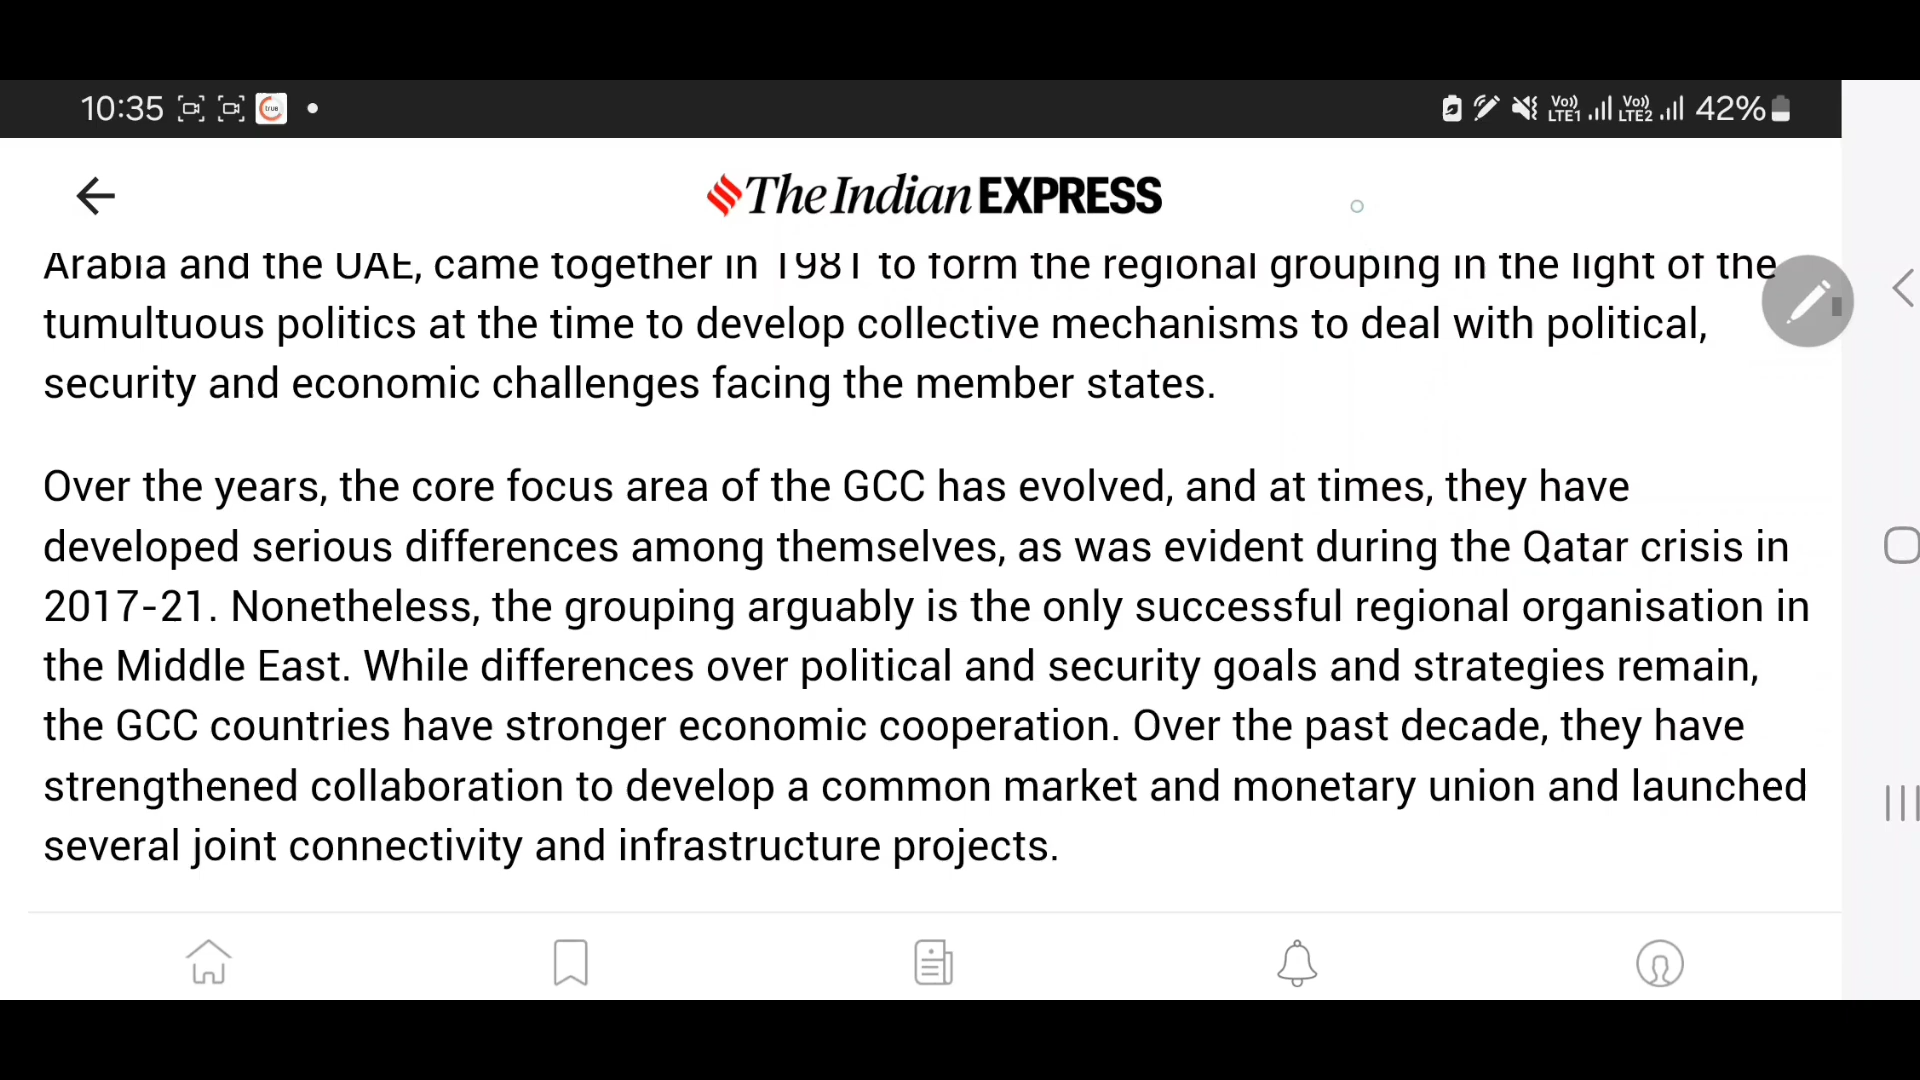 10:35 true Vo) LTE1 Vo) LTE2 42%
The Indian EXPRESS
Arabia and the UAE, came together in 1981 to form the regional grouping in the light of the
tumultuous politics at the time to develop collective mechanisms to deal with political,
security and economic challenges facing the member states.
Over the years, the core focus area of the GCC has evolved, and at times, they have
developed serious differences among themselves, as was evident during the Qatar crisis in
2017-21. Nonetheless, the grouping arguably is the only successful regional organisation in
the Middle East. While differences over political and security goals and strategies remain,
the GCC countries have stronger economic cooperation. Over the past decade, they have
strengthened collaboration to develop a common market and monetary union and launched
several joint connectivity and infrastructure projects.